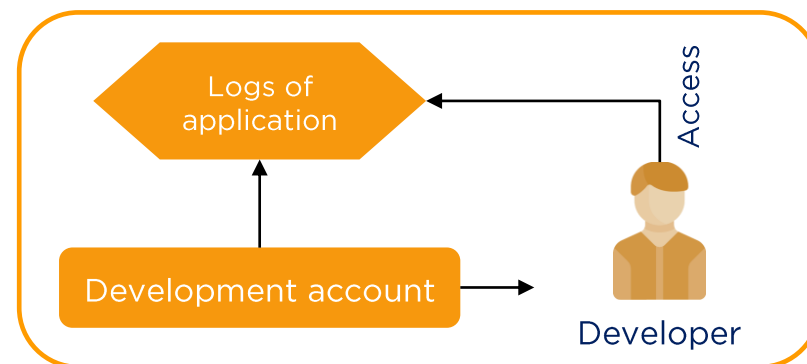 Logs of
application
Access
Development account
Developer